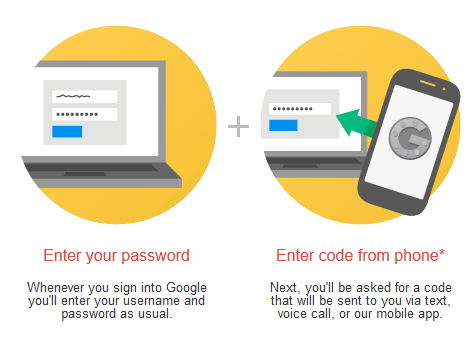 Enter your password
Whenever you sign into Google
you'll enter your username and
password as usual.
Enter code from phone*
Next, you'll be asked for a code
that will be sent to you via text,
voice call, or our mobile app.